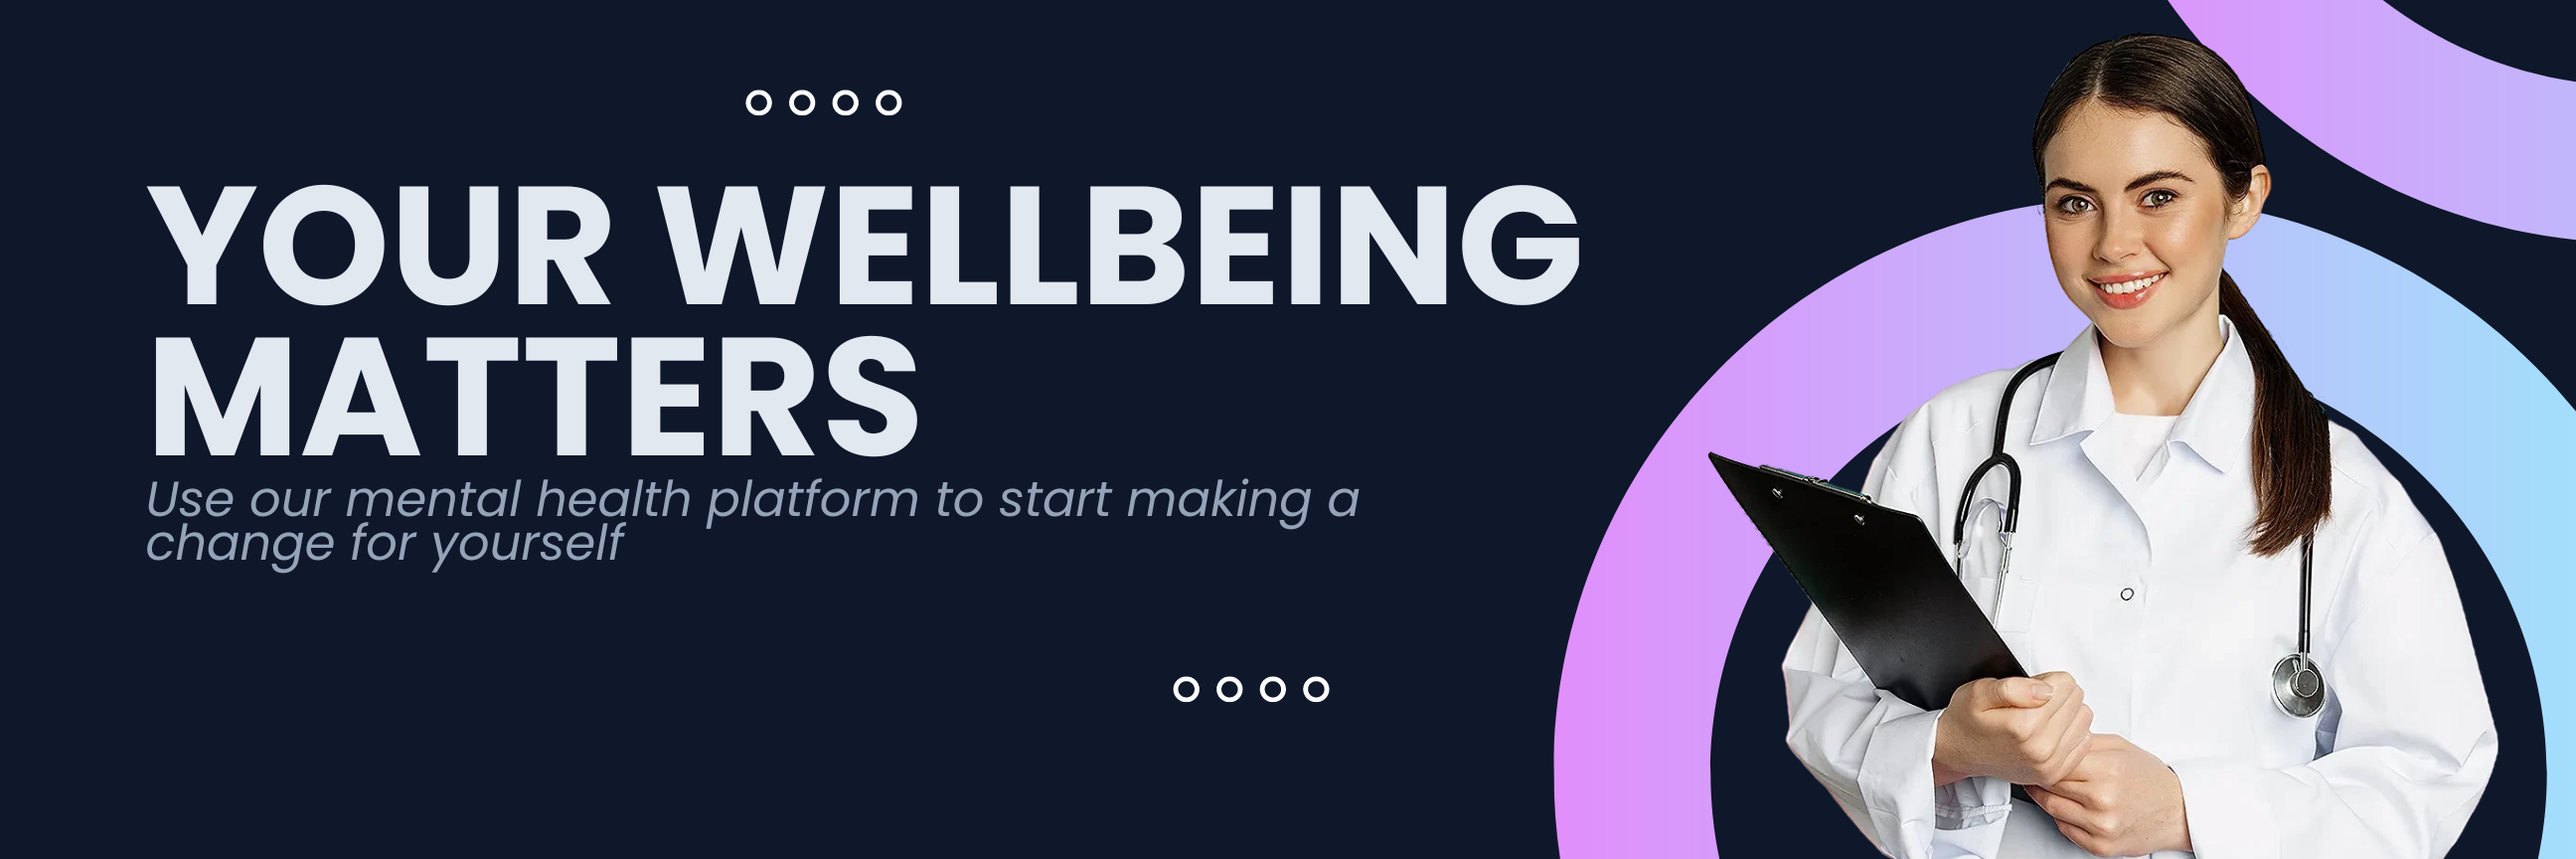 YOUR WELLBEING
MATTERS
Use our mental health platform to start making a
change for yourself